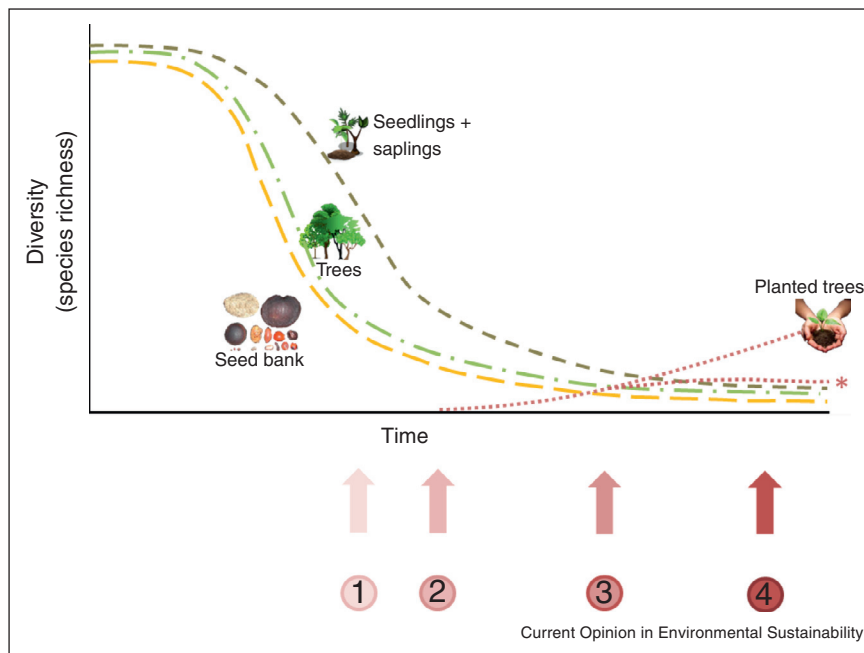 Diversity
(species richness)
Seedlings +
saplings
Trees
Seed bank
Planted trees
*
Time
1 2 3 4
Current Opinion in Environmental Sustainability